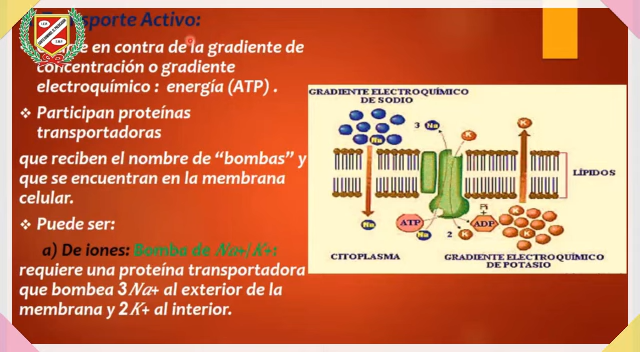 Transporte Activo:
en contra de la gradiente de
concentración o gradiente
electroquímico : energía (ATP) .
❖ Participan proteínas
transportadoras
que reciben el nombre de “bombas” y
que se encuentran en la membrana
celular.
❖ Puede ser:
a) De iones: Bomba de Na+/K+:
requiere una proteína transportadora
que bombea 3Na+ al exterior de la
membrana y 2K+ al interior.
GRADIENTE ELECTROQUÍMICO
DE SODIO
3 Na
K
K
Na
LÍPIDOS
Pi
ATP
ADP
K
Na
Na
2 K
K
K
CITOPLASMA
GRADIENTE ELECTROQUÍMICO
DE POTASIO